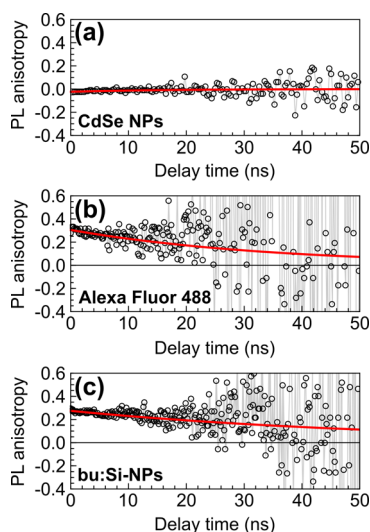 (a)
PL anisotropy
0.6
0.4
0.2
0.0
-0.2
-0.4
CdSe NPs
0 10 20 30 40 50
Delay time (ns)
(b)
PL anisotropy
0.6
0.4
0.2
0.0
-0.2
-0.4
Alexa Fluor 488
0 10 20 30 40 50
Delay time (ns)
(c)
PL anisotropy
0.6
0.4
0.2
0.0
-0.2
-0.4
bu:Si-NPs
0 10 20 30 40 50
Delay time (ns)